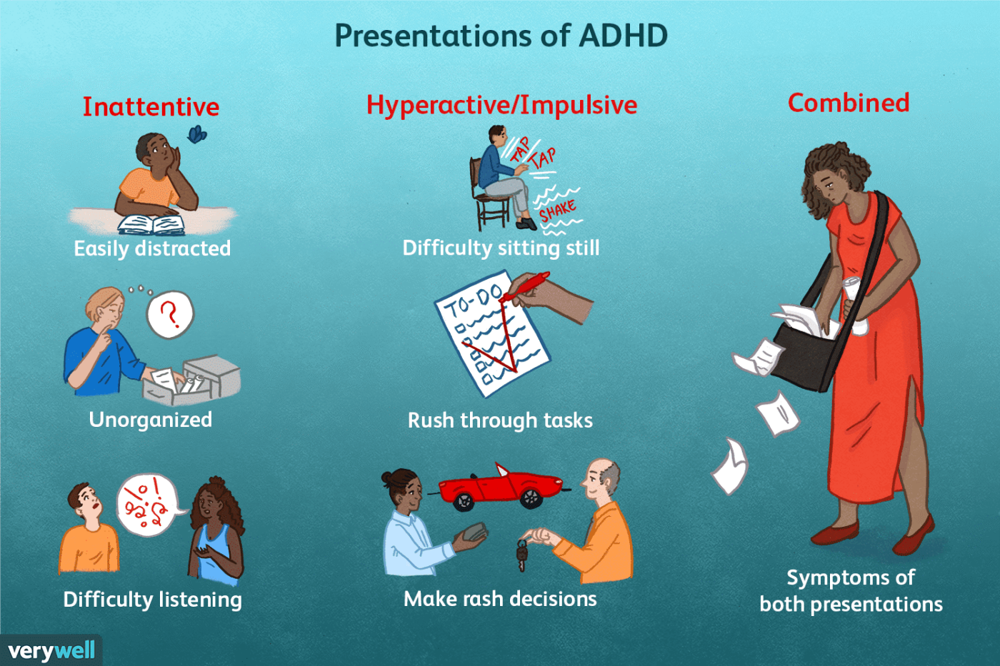 Presentations of ADHD
Inattentive
Easily distracted
?
Unorganized
Difficulty listening
Hyperactive/Impulsive
TAP
TAP
SHAKE
Difficulty sitting still
TO-DO
Rush through tasks
Make rash decisions
Combined
Symptoms of
both presentations
verywell